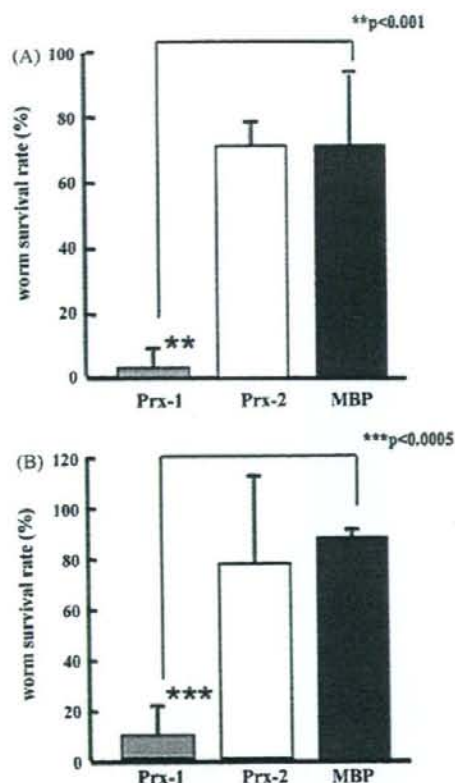 **p<0.001
(A)
worm survival rate (%)
100
80
60
40
20
0
**
Prx-1 Prx-2 MBP
***p<0.0005
(B)
worm survival rate (%)
120
100
80
60
40
20
0
***
Prx-1 Prx-2 MBP